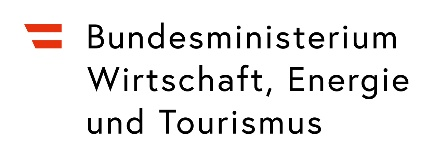 Bundesministerium
Wirtschaft, Energie
und Tourismus